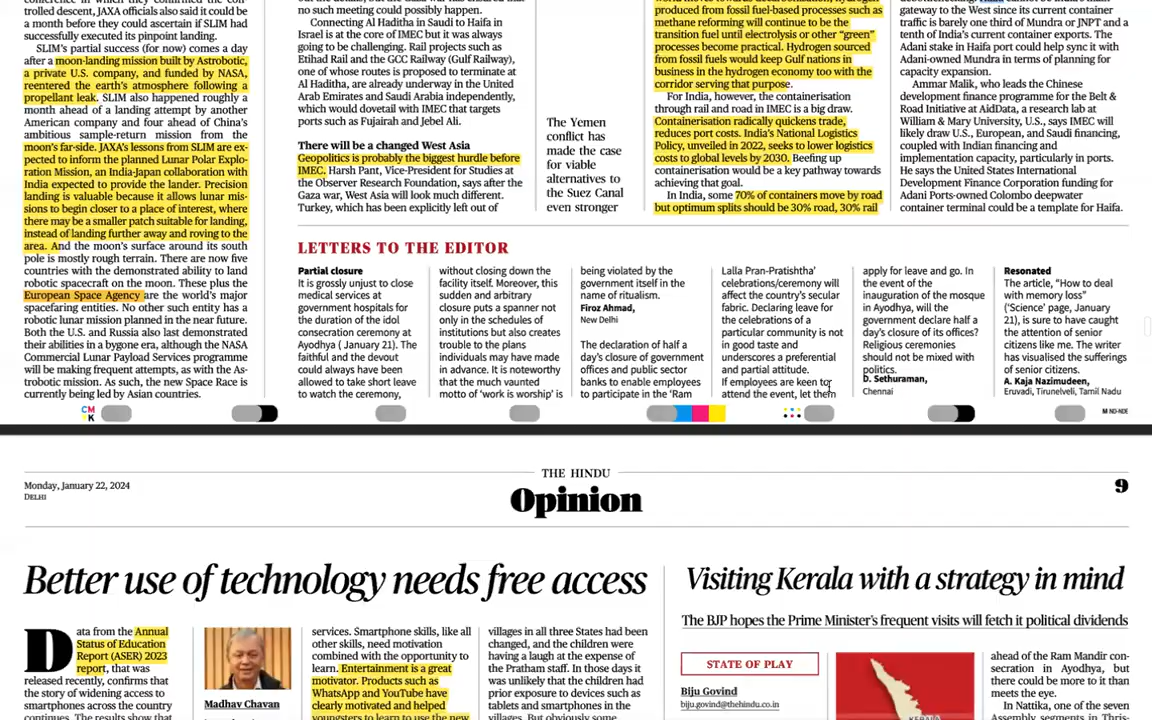 conference in which they confirmed the con-
trolled descent, JAXA officials also said it could be
a month before they could ascertain if SLIM had
successfully executed its pinpoint landing.
SLIM's partial success (for now) comes a day
after a moon-landing mission built by Astrobotic,
a private U.S. company, and funded by NASA,
reentered the earth's atmosphere following a
propellant leak. SLIM also happened roughly a
month ahead of a landing attempt by another
American company and four ahead of China's
ambitious sample-return mission from the
moon's far-side. JAXA's lessons from SLIM are ex-
pected to inform the planned Lunar Polar Explo-
ration Mission, an India-Japan collaboration with
India expected to provide the lander. Precision
landing is valuable because it allows lunar mis-
sions to begin closer to a place of interest, where
there may be a smaller patch suitable for landing,
instead of landing further away and roving to the
area. And the moon's surface around its south
pole is mostly rough terrain. There are now five
countries with the demonstrated ability to land
robotic spacecraft on the moon. These plus the
European Space Agency are the world's major
spacefaring entities. No other such entity has a
robotic lunar mission planned in the near future.
Both the U.S. and Russia also last demonstrated
their abilities in a bygone era, although the NASA
Commercial Lunar Payload Services programme
will be making frequent attempts, as with the As-
trobotic mission. As such, the new Space Race is
currently being led by Asian countries.
no such meeting could possibly happen.
Connecting Al Haditha in Saudi to Haifa in
Israel is at the core of IMEC but it was always
going to be challenging. Rail projects such as
Etihad Rail and the GCC Railway (Gulf Railway),
one of whose routes is proposed to terminate at
Al Haditha, are already underway in the United
Arab Emirates and Saudi Arabia independently,
which would dovetail with IMEC that targets
ports such as Fujairah and Jebel Ali.
There will be a changed West Asia
Geopolitics is probably the biggest hurdle before
IMEC. Harsh Pant, Vice-President for Studies at
the Observer Research Foundation, says after the
Gaza war, West Asia will look much different.
Turkey, which has been explicitly left out of
The Yemen
conflict has
made the case
for viable
alternatives to
the Suez Canal
even stronger
produced from fossil fuel-based processes such as
methane reforming will continue to be the
transition fuel until electrolysis or other "green"
processes become practical. Hydrogen sourced
from fossil fuels would keep Gulf nations in
business in the hydrogen economy too with the
corridor serving that purpose.
For India, however, the containerisation
through rail and road in IMEC is a big draw.
Containerisation radically quickens trade,
reduces port costs. India's National Logistics
Policy, unveiled in 2022, seeks to lower logistics
costs to global levels by 2030. Beefing up
containerisation would be a key pathway towards
achieving that goal.
In India, some 70% of containers move by road
but optimum splits should be 30% road, 30% rail
gateway to the West since its current container
traffic is barely one third of Mundra or JNPT and a
tenth of India's current container exports. The
Adani stake in Haifa port could help sync it with
Adani-owned Mundra in terms of planning for
capacity expansion.
Ammar Malik, who leads the Chinese
development finance programme for the Belt &
Road Initiative at AidData, a research lab at
William & Mary University, U.S., says IMEC will
likely draw U.S., European, and Saudi financing,
coupled with Indian financing and
implementation capacity, particularly in ports.
He says the United States International
Development Finance Corporation funding for
Adani Ports-owned Colombo deepwater
container terminal could be a template for Haifa.
LETTERS TO THE EDITOR
Partial closure
It is grossly unjust to close
medical services at
government hospitals for
the duration of the idol
consecration ceremony at
Ayodhya ( January 21). The
faithful and the devout
could always have been
allowed to take short leave
to watch the ceremony,
without closing down the
facility itself. Moreover, this
sudden and arbitrary
closure puts a spanner not
only in the schedules of
institutions but also creates
trouble to the plans
individuals may have made
in advance. It is noteworthy
that the much vaunted
motto of 'work is worship' is
being violated by the
government itself in the
name of ritualism.
Firoz Ahmad,
New Delhi
The declaration of half a
day's closure of government
offices and public sector
banks to enable employees
to participate in the 'Ram
Lalla Pran-Pratishtha'
celebrations/ceremony will
affect the country's secular
fabric. Declaring leave for
the celebrations of a
particular community is not
in good taste and
underscores a preferential
and partial attitude.
If employees are keen to
attend the event, let them
apply for leave and go. In
the event of the
inauguration of the mosque
in Ayodhya, will the
government declare half a
day's closure of its offices?
Religious ceremonies
should not be mixed with
politics.
D. Sethuraman,
Chennai
Resonated
The article, "How to deal
with memory loss"
('Science' page, January
21), is sure to have caught
the attention of senior
citizens like me. The writer
has visualised the sufferings
of senior citizens.
A. Kaja Nazimudeen,
Eruvadi, Tirunelveli, Tamil Nadu
CM
YK
M ND-NDE
Monday, January 22, 2024
DELHI
THE HINDU
Opinion
9
Better use of technology needs free access
Data from the Annual
Status of Education
Report (ASER) 2023
report, that was
released recently, confirms that
the story of widening access to
smartphones across the country
continues. The results show that
Madhav Chavan
services. Smartphone skills, like all
other skills, need motivation
combined with the opportunity to
learn. Entertainment is a great
motivator. Products such as
WhatsApp and YouTube have
clearly motivated and helped
youngsters to learn to use the new
villages in all three States had been
changed, and the children were
having a laugh at the expense of
the Pratham staff. In those days it
was unlikely that the children had
prior exposure to devices such as
tablets and smartphones in the
villages. But obviously some
Visiting Kerala with a strategy in mind
The BJP hopes the Prime Minister's frequent visits will fetch it political dividends
STATE OF PLAY
Biju Govind
biju.govind@thehindu.co.in
KERALA
ahead of the Ram Mandir con-
secration in Ayodhya, but
there could be more to it than
meets the eye.
In Nattika, one of the seven
Assembly segments in Thris-